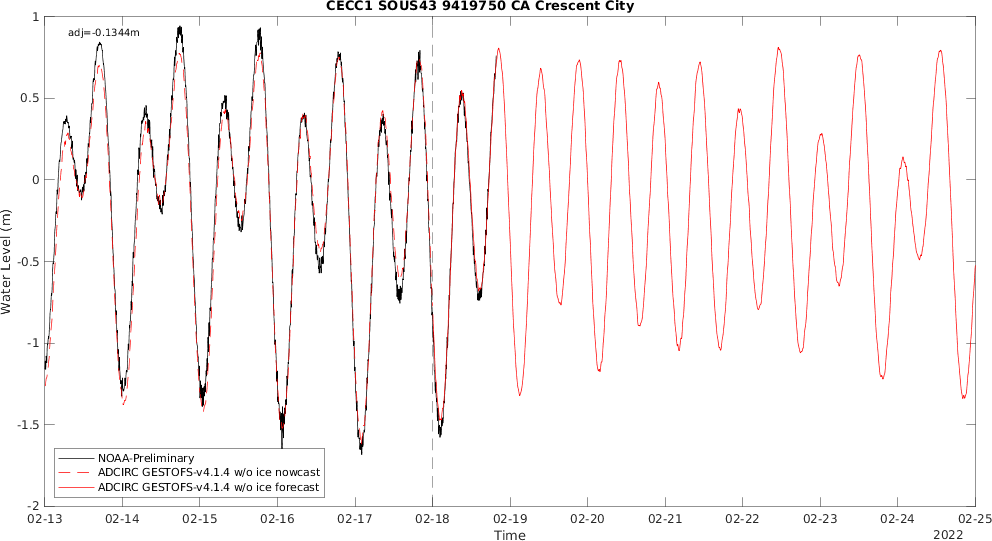 CECC1 SOUS43 9419750 CA Crescent City
adj=-0.1344m
1
0.5
0
-0.5
-1
-1.5
-2
Water Level (m)
NOAA-Preliminary
ADCIRC GESTOFS-v4.1.4 w/o ice nowcast
ADCIRC GESTOFS-v4.1.4 w/o ice forecast
02-13 02-14 02-15 02-16 02-17 02-18 02-19 02-20 02-21 02-22 02-23 02-24 02-25
Time
2022